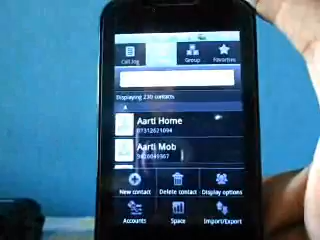 Call log Group Favorites
Displaying 230 contacts
A
Aarti Home
07312621094
Aarti Mob
New contact Delete contact Display options
Accounts Space Import/Export